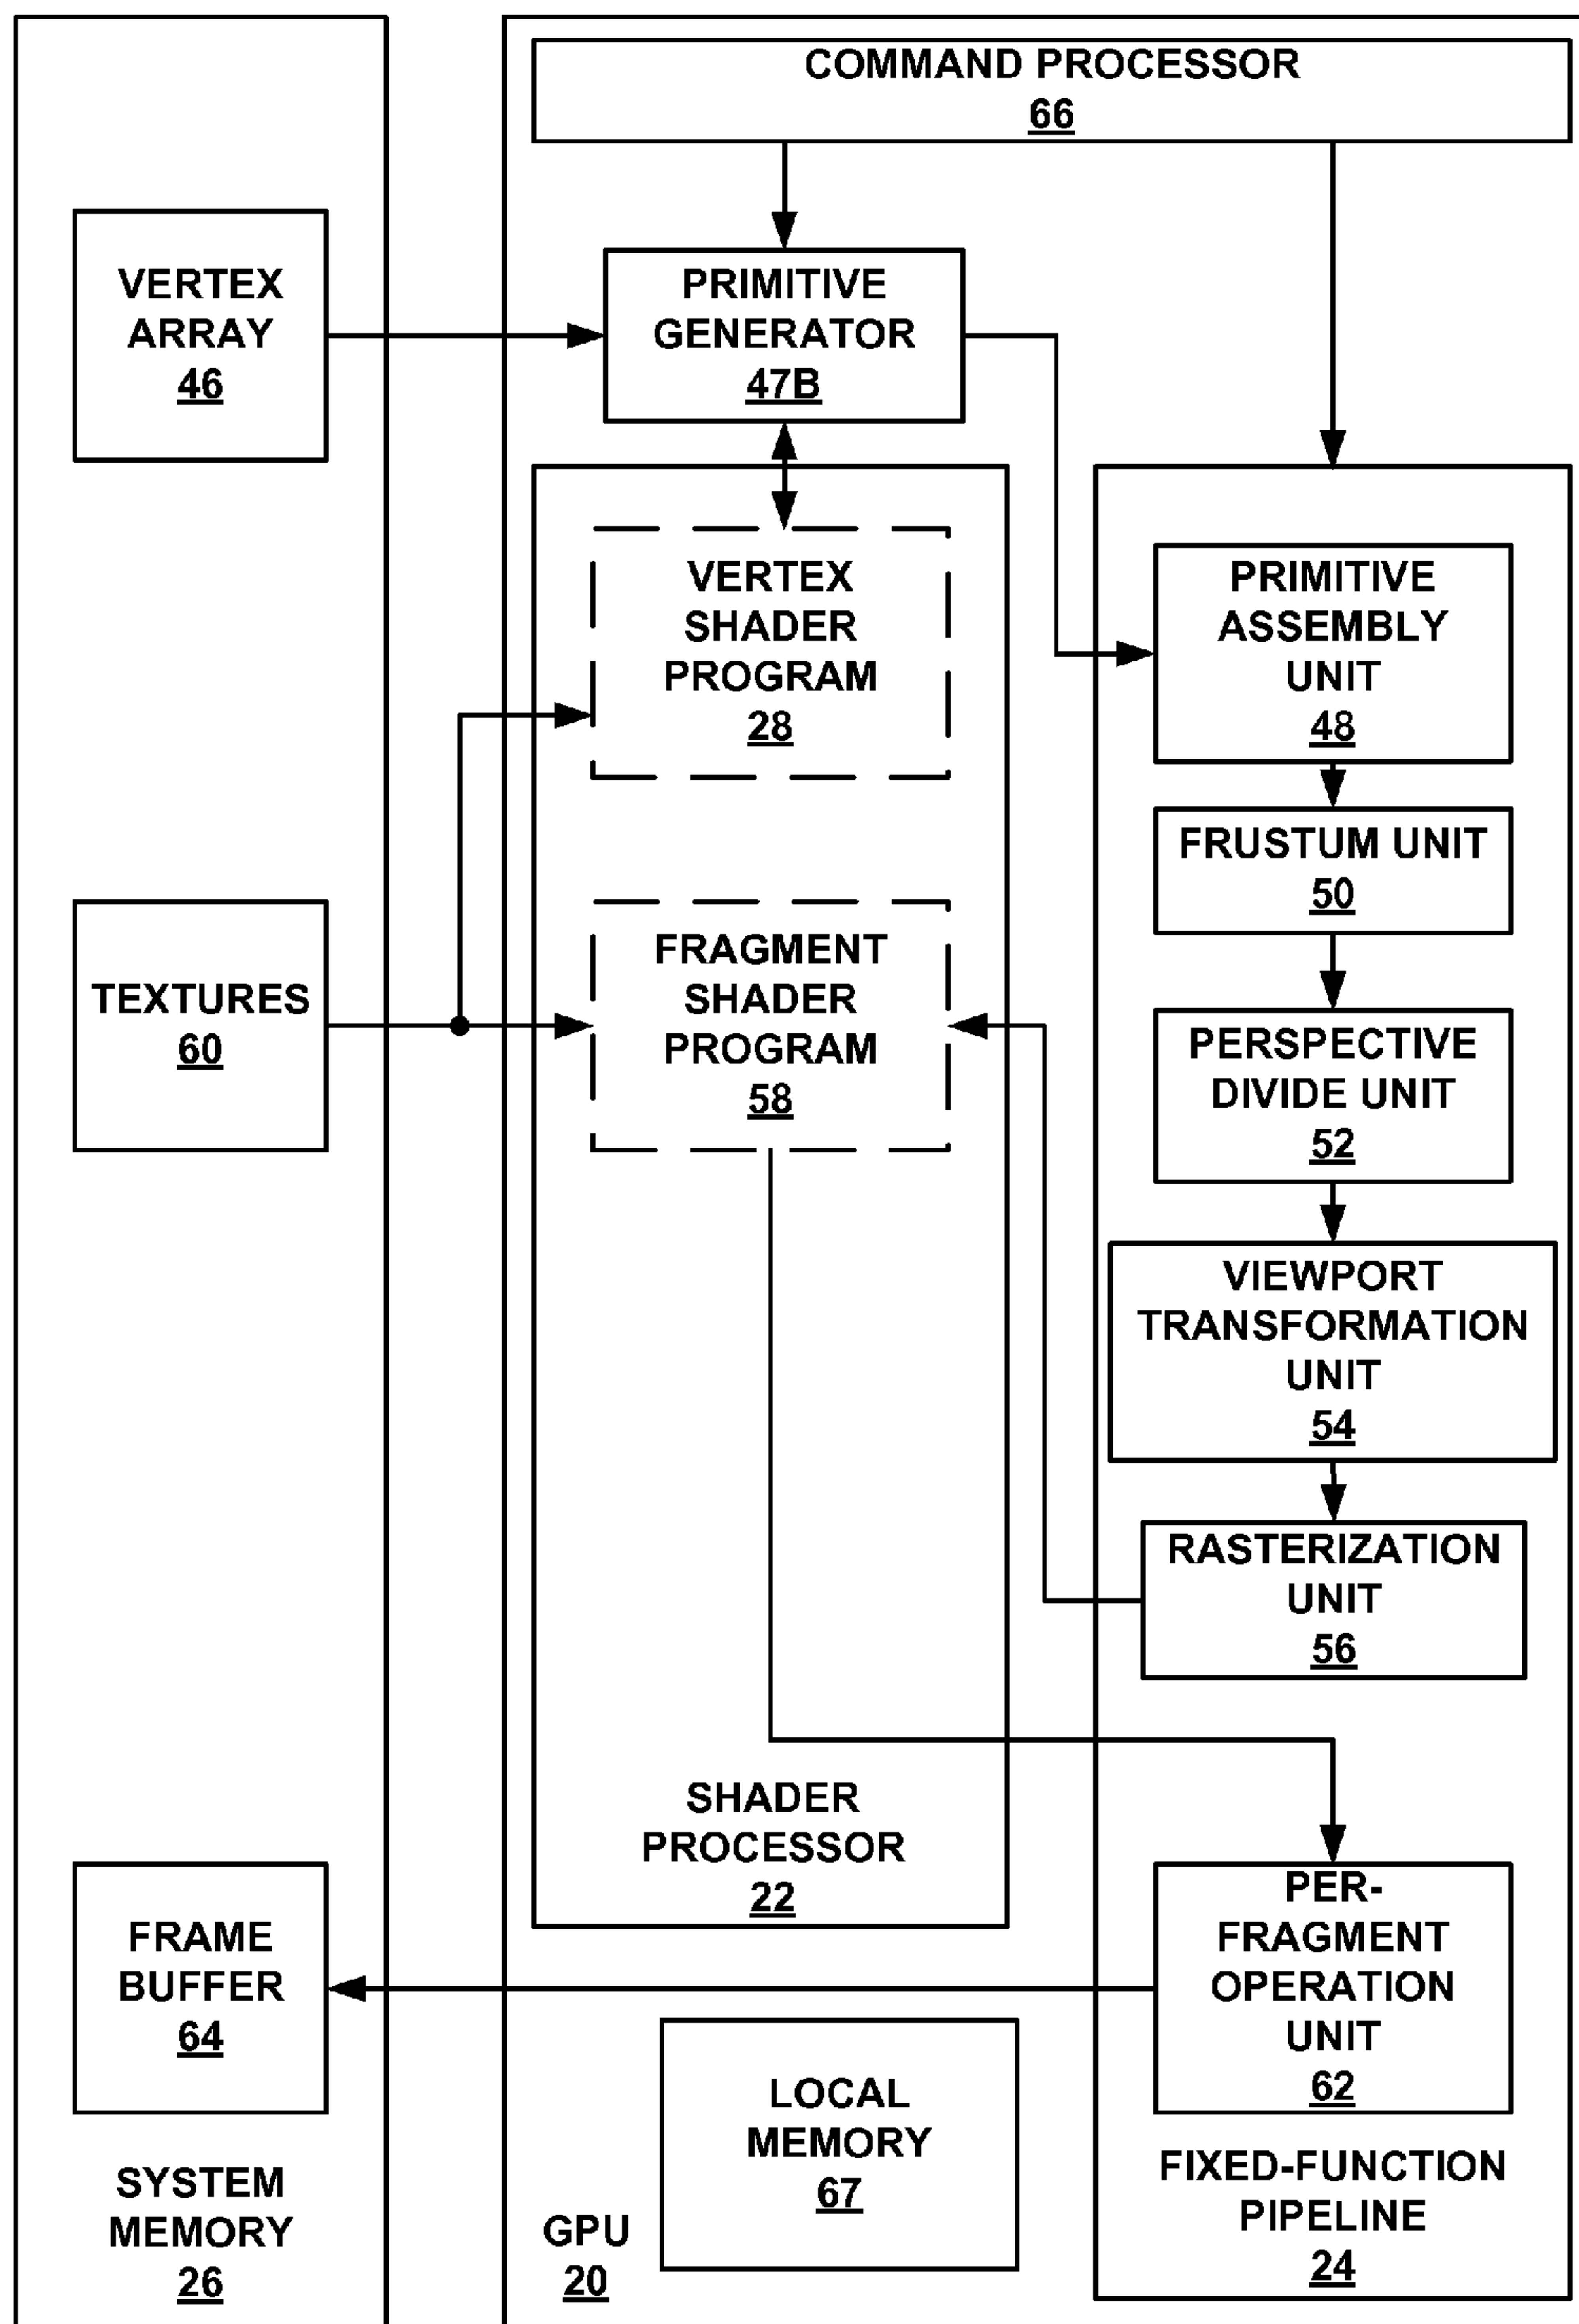 COMMAND PROCESSOR
66
VERTEX
ARRAY
46
PRIMITIVE
GENERATOR
47B
VERTEX
SHADER
PROGRAM
28
PRIMITIVE
ASSEMBLY
UNIT
48
FRUSTUM UNIT
50
TEXTURES
60
FRAGMENT
SHADER
PROGRAM
58
PERSPECTIVE
DIVIDE UNIT
52
VIEWPORT
TRANSFORMATION
UNIT
54
RASTERIZATION
UNIT
56
SHADER
PROCESSOR
22
FRAME
BUFFER
64
PER-
FRAGMENT
OPERATION
UNIT
62
LOCAL
MEMORY
67
SYSTEM
MEMORY
26
GPU
20
FIXED-FUNCTION
PIPELINE
24